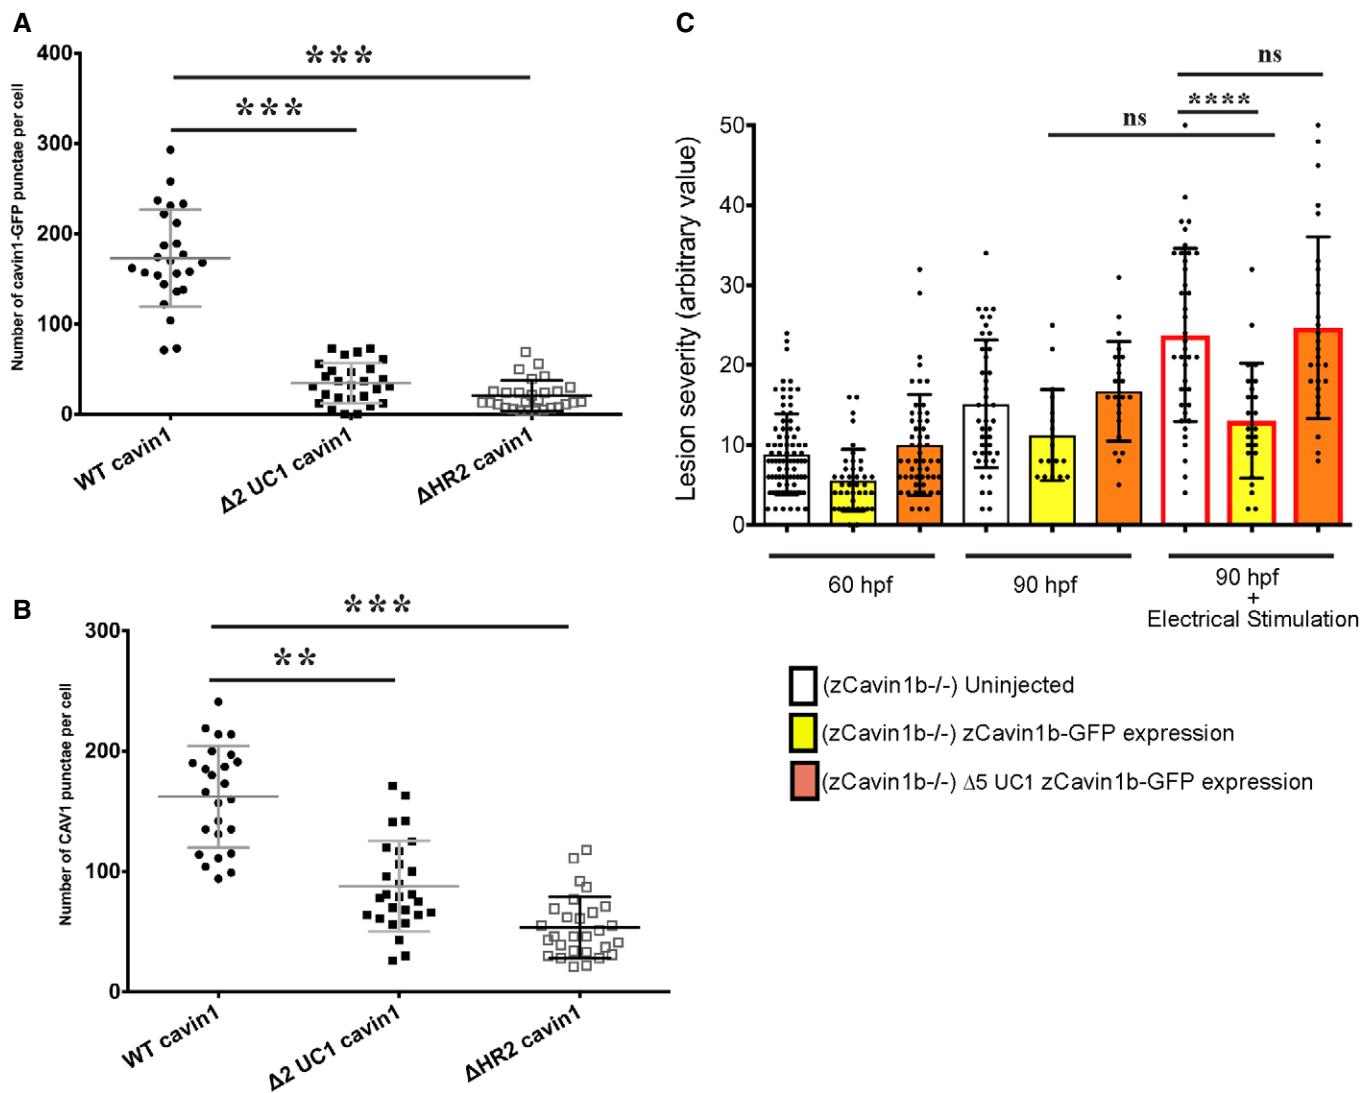 A
Number of cavin1-GFP punctae per cell
400
300
200
100
0
***
***
WT cavin1
Δ2 UC1 cavin1
ΔHR2 cavin1
B
Number of CAV1 punctae per cell
300
200
100
0
***
**
WT cavin1
Δ2 UC1 cavin1
ΔHR2 cavin1
C
Lesion severity (arbitrary value)
50
40
30
20
10
0
ns
****
ns
60 hpf
90 hpf
90 hpf
+
Electrical Stimulation
(zCavin1b-/-) Uninjected
(zCavin1b-/-) zCavin1b-GFP expression
(zCavin1b-/-) Δ5 UC1 zCavin1b-GFP expression